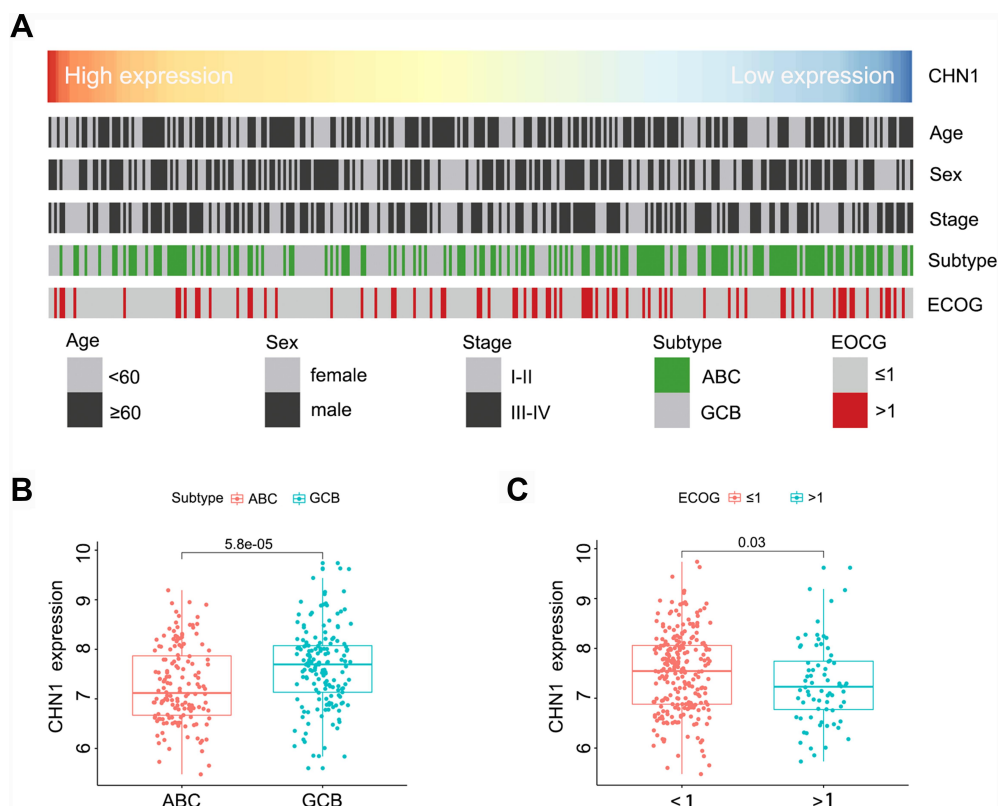 A
High expression
Low expression
CHN1
Age
Sex
Stage
Subtype
ECOG
Age
<60
≥60
Sex
female
male
Stage
I-II
III-IV
Subtype
ABC
GCB
EOCG
≤1
>1
B
Subtype ABC GCB
5.8e-05
CHN1 expression
10
9
8
7
6
ABC GCB
C
ECOG ≤1 >1
0.03
CHN1 expression
10
9
8
7
6
<1 >1